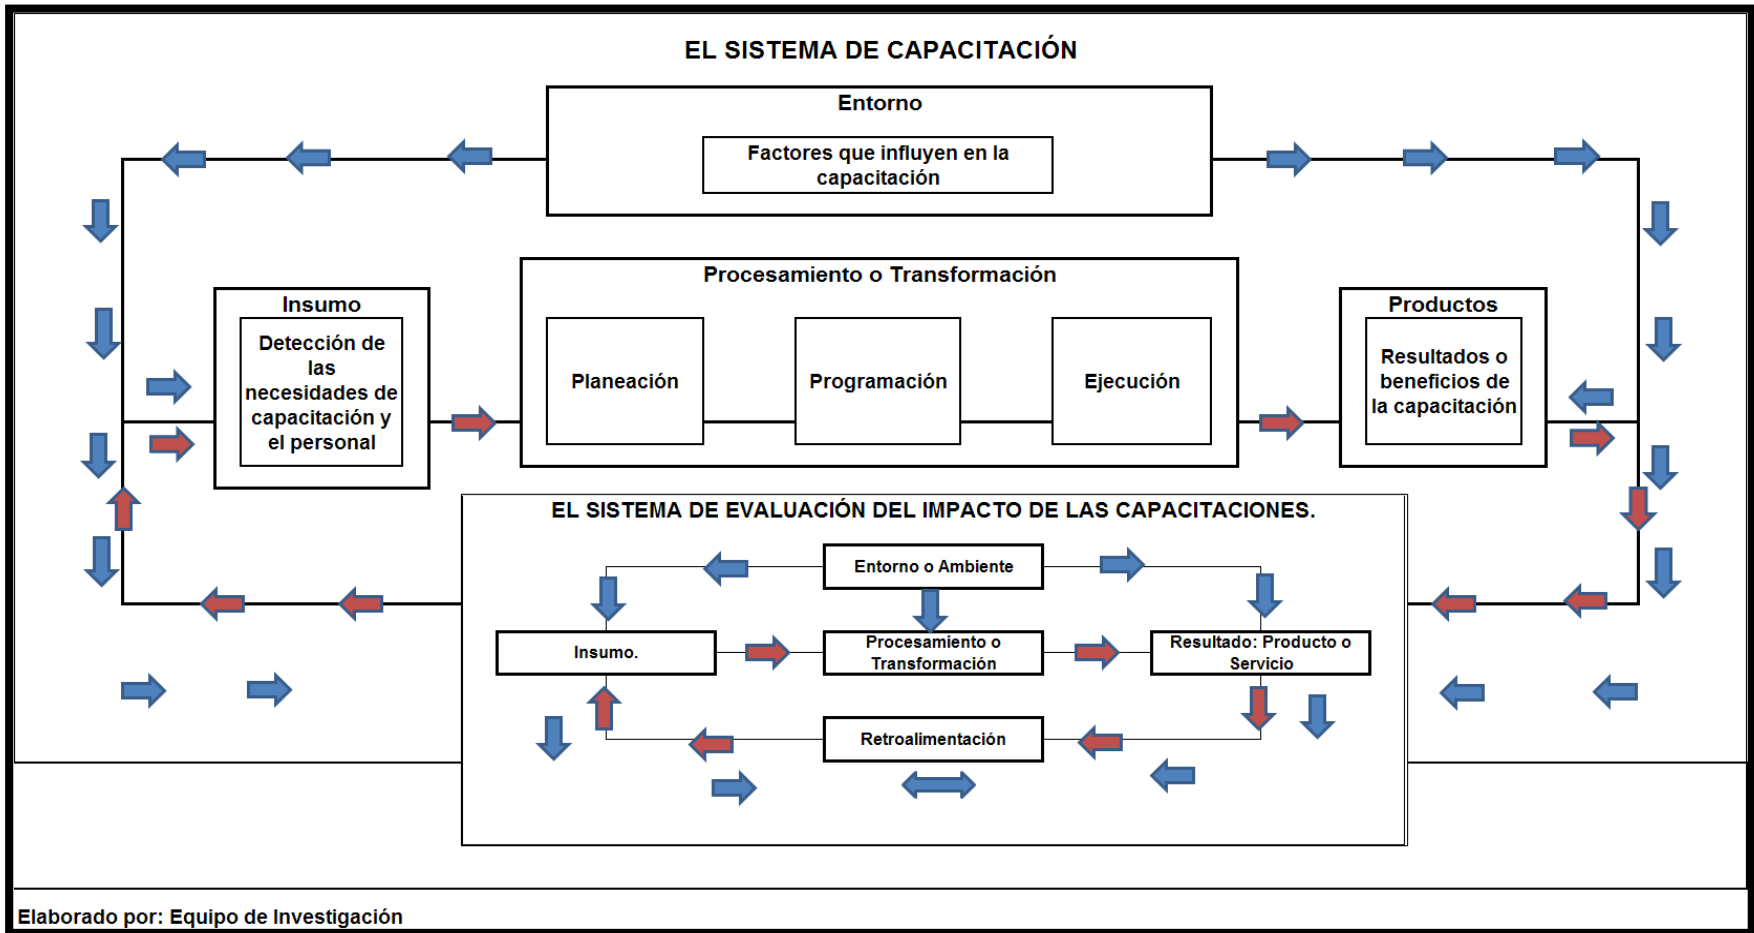 EL SISTEMA DE CAPACITACIÓN
Entorno
Factores que influyen en la
capacitación
Procesamiento o Transformación
Insumo
Detección de
las
necesidades de
capacitación y
el personal
Planeación
Programación
Ejecución
Productos
Resultados o
beneficios de
la capacitación
EL SISTEMA DE EVALUACIÓN DEL IMPACTO DE LAS CAPACITACIONES.
Entorno o Ambiente
Insumo.
Procesamiento o
Transformación
Resultado: Producto o
Servicio
Retroalimentación
Elaborado por: Equipo de Investigación